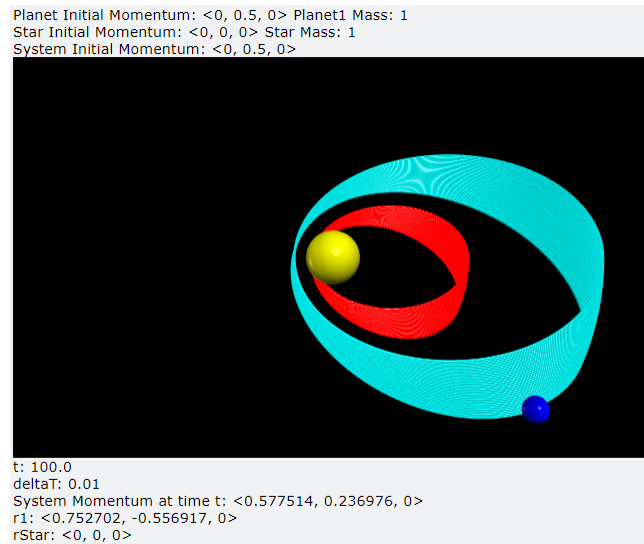 Planet Initial Momentum: <0, 0.5, 0> Planet1 Mass: 1
Star Initial Momentum: <0, 0, 0> Star Mass: 1
System Initial Momentum: <0, 0.5, 0>
t: 100.0
deltaT: 0.01
System Momentum at time t: <0.577514, 0.236976, 0>
r1: <0.752702, -0.556917, 0>
rStar: <0, 0, 0>